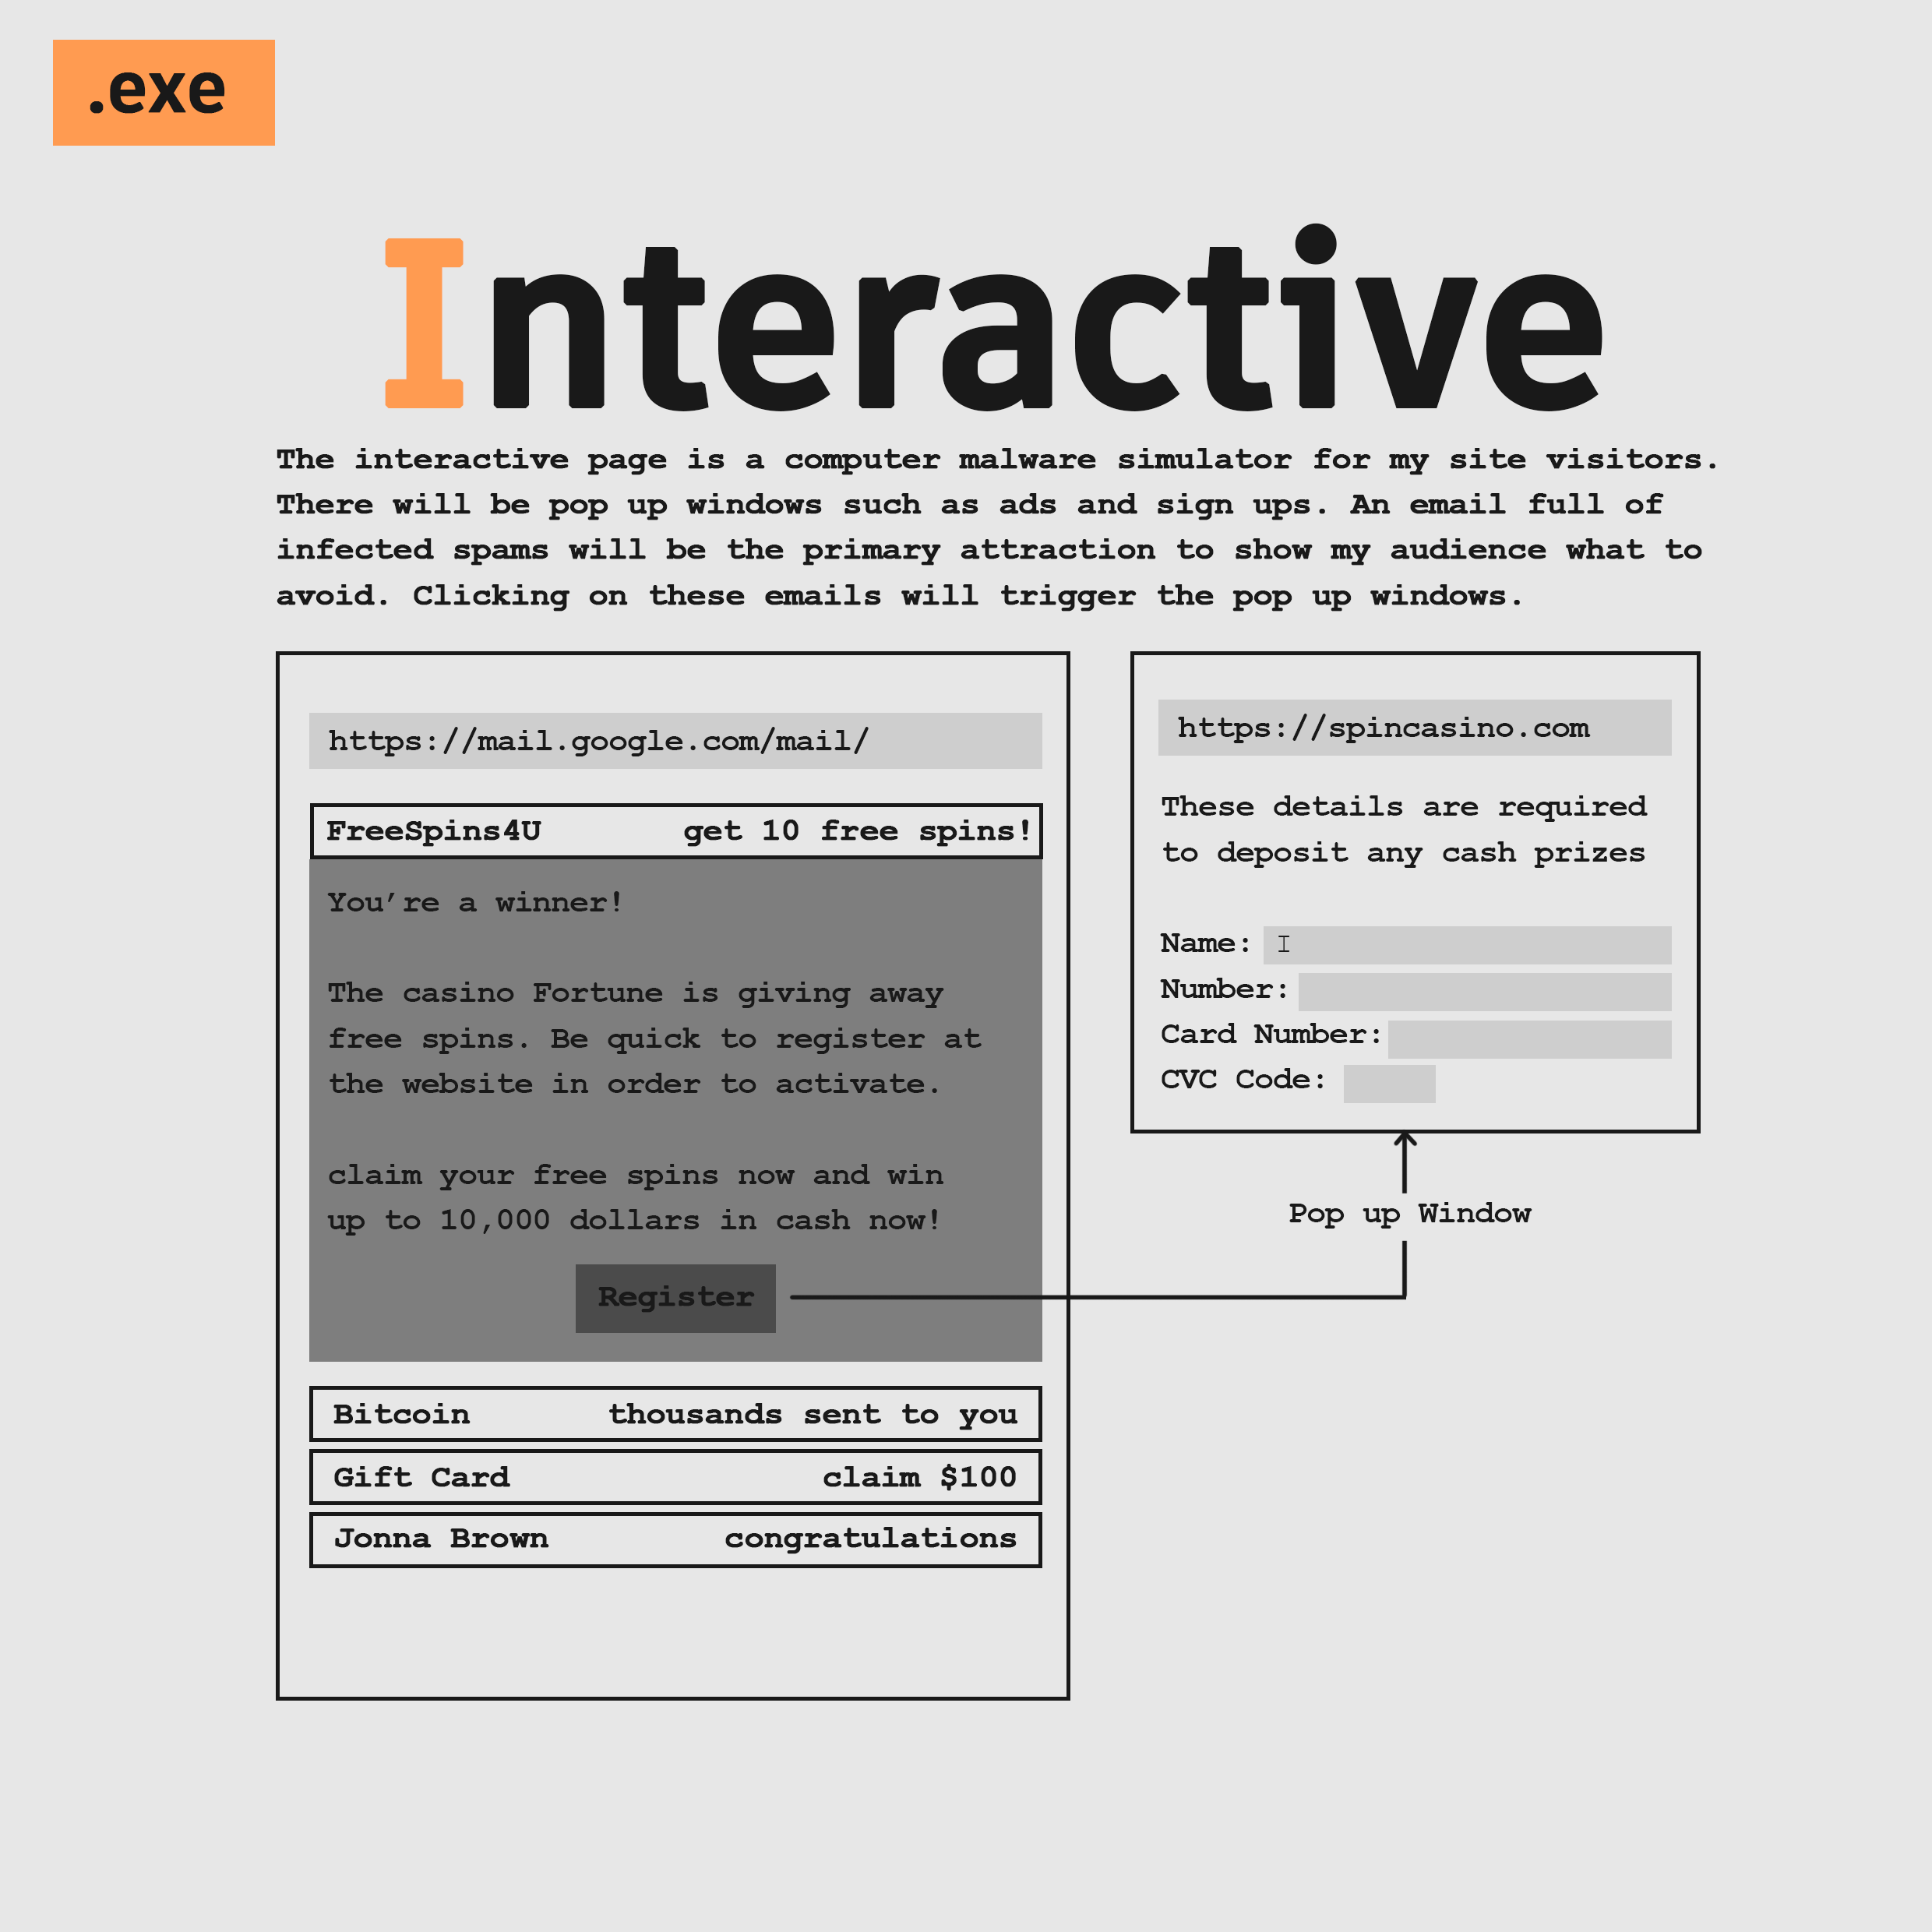 .exe
Interactive
The interactive page is a computer malware simulator for my site visitors.
There will be pop up windows such as ads and sign ups. An email full of
infected spams will be the primary attraction to show my audience what to
avoid. Clicking on these emails will trigger the pop up windows.
https://mail.google.com/mail/
FreeSpins4U get 10 free spins!
You’re a winner!
The casino Fortune is giving away
free spins. Be quick to register at
the website in order to activate.
claim your free spins now and win
up to 10,000 dollars in cash now!
Register
Bitcoin thousands sent to you
Gift Card claim $100
Jonna Brown congratulations
https://spincasino.com
These details are required
to deposit any cash prizes
Name:
Number:
Card Number:
CVC Code:
Pop up Window